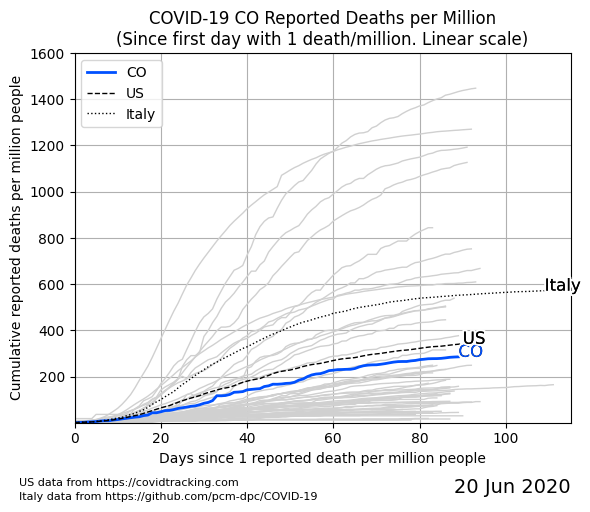 COVID-19 CO Reported Deaths per Million
(Since first day with 1 death/million. Linear scale)
1600
1400
1200
1000
800
600
400
200
Cumulative reported deaths per million people
CO
US
Italy
Italy
US
CO
0 20 40 60 80 100
Days since 1 reported death per million people
US data from https://covidtracking.com
Italy data from https://github.com/pcm-dpc/COVID-19
20 Jun 2020